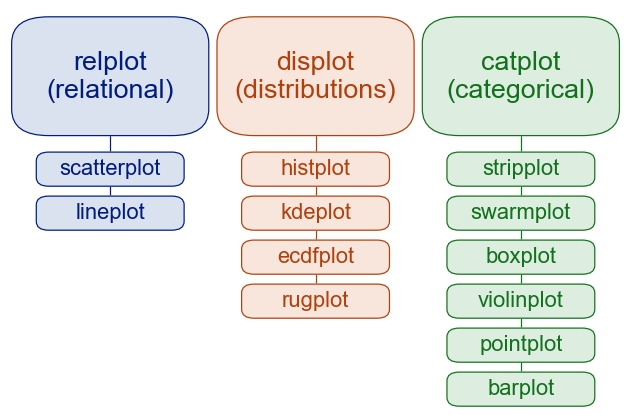 relplot
(relational)
scatterplot
lineplot
displot
(distributions)
histplot
kdeplot
ecdfplot
rugplot
catplot
(categorical)
stripplot
swarmplot
boxplot
violinplot
pointplot
barplot